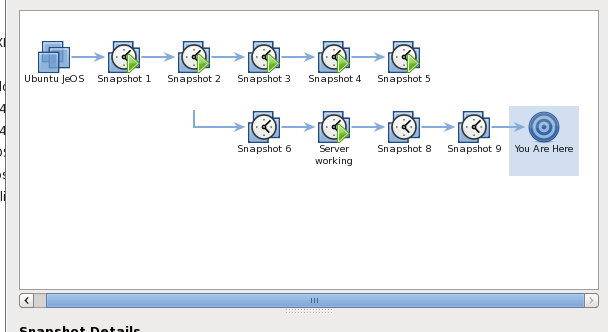 Ubuntu JeOS Snapshot 1 Snapshot 2 Snapshot 3 Snapshot 4 Snapshot 5
Snapshot 6 Server working Snapshot 8 Snapshot 9 You Are Here
Snapshot Details